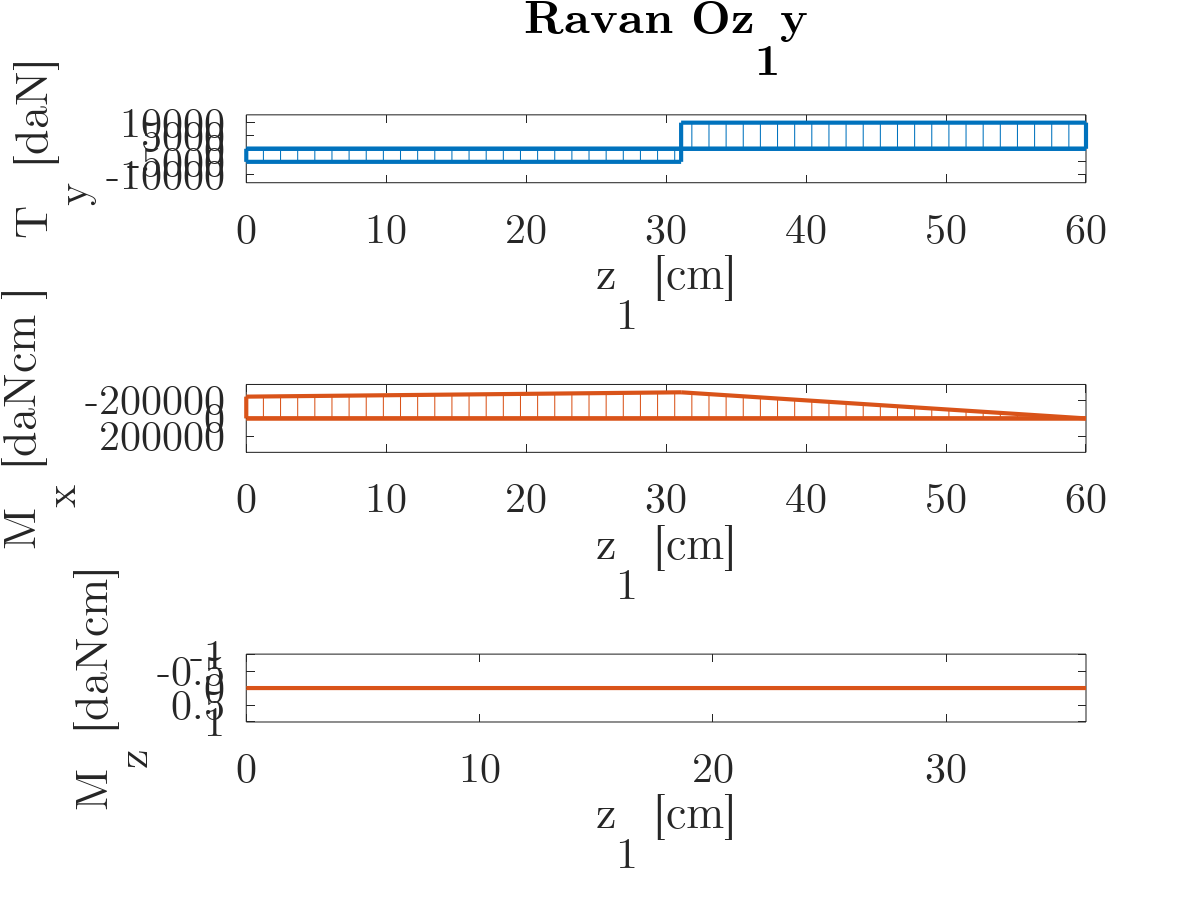 Ravan Oz y
1
T [daN]
y
10000
5000
0
-5000
-10000
0 10 20 30 40 50 60
z [cm]
1
M [daNcm ]
x
-200000
0
200000
0 10 20 30 40 50 60
z [cm]
1
M [daNcm]
z
-1
-0.5
0
0.5
1
0 10 20 30
z [cm]
1